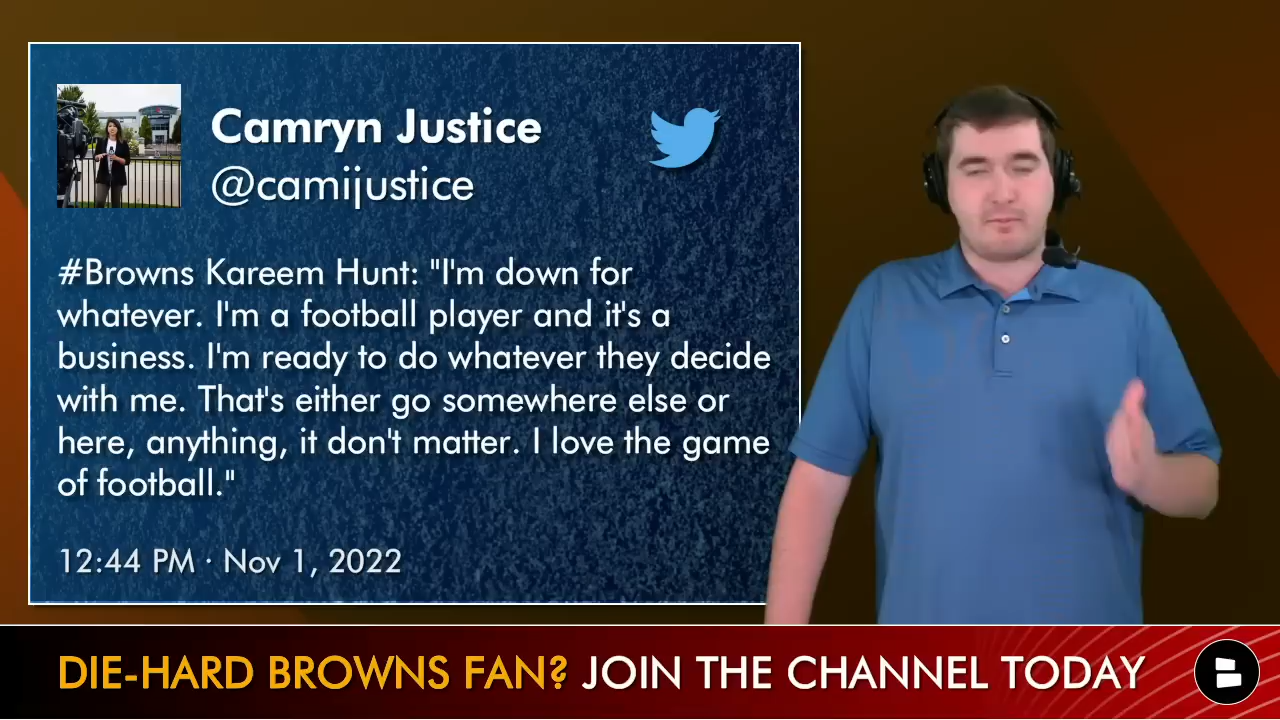 Camryn Justice
@camijustice
#Browns Kareem Hunt: "I'm down for
whatever. I'm a football player and it's a
business. I'm ready to do whatever they decide
with me. That's either go somewhere else or
here, anything, it don't matter. I love the game
of football."
12:44 PM · Nov 1, 2022
DIE-HARD BROWNS FAN? JOIN THE CHANNEL TODAY